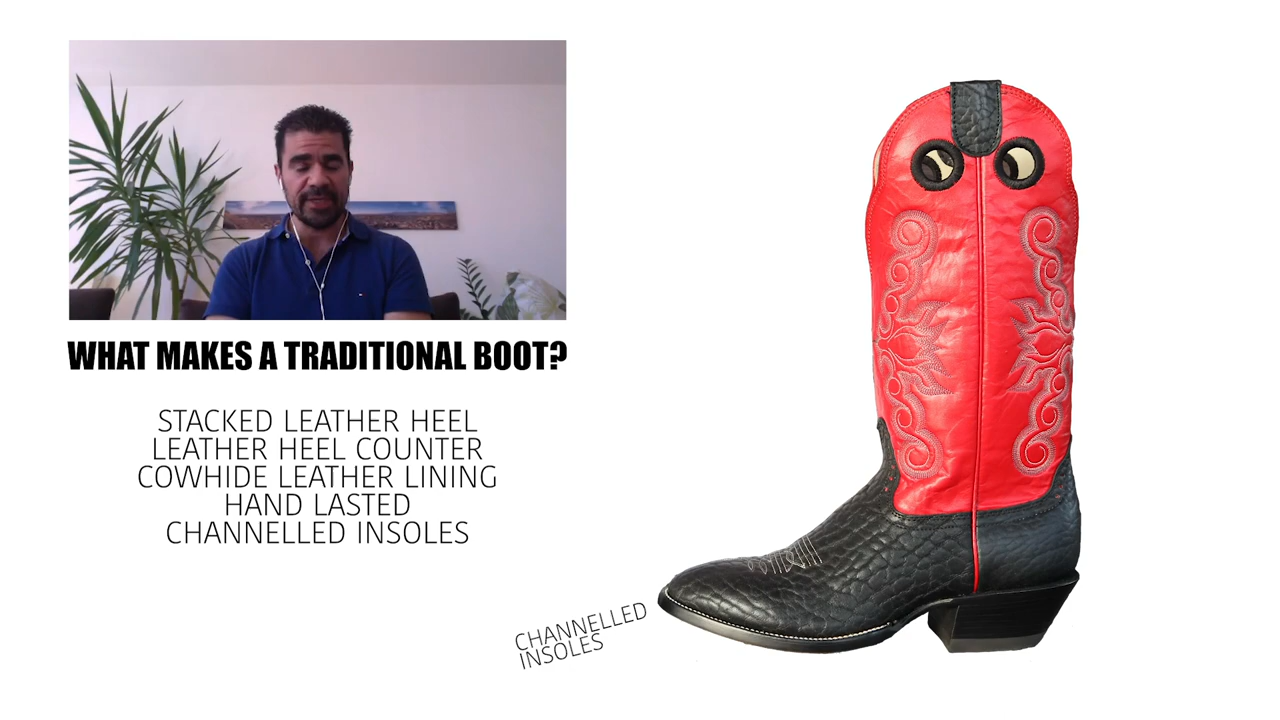 WHAT MAKES A TRADITIONAL BOOT?
STACKED LEATHER HEEL
LEATHER HEEL COUNTER
COWHIDE LEATHER LINING
HAND LASTED
CHANNELLED INSOLES
CHANNELLED
INSOLES